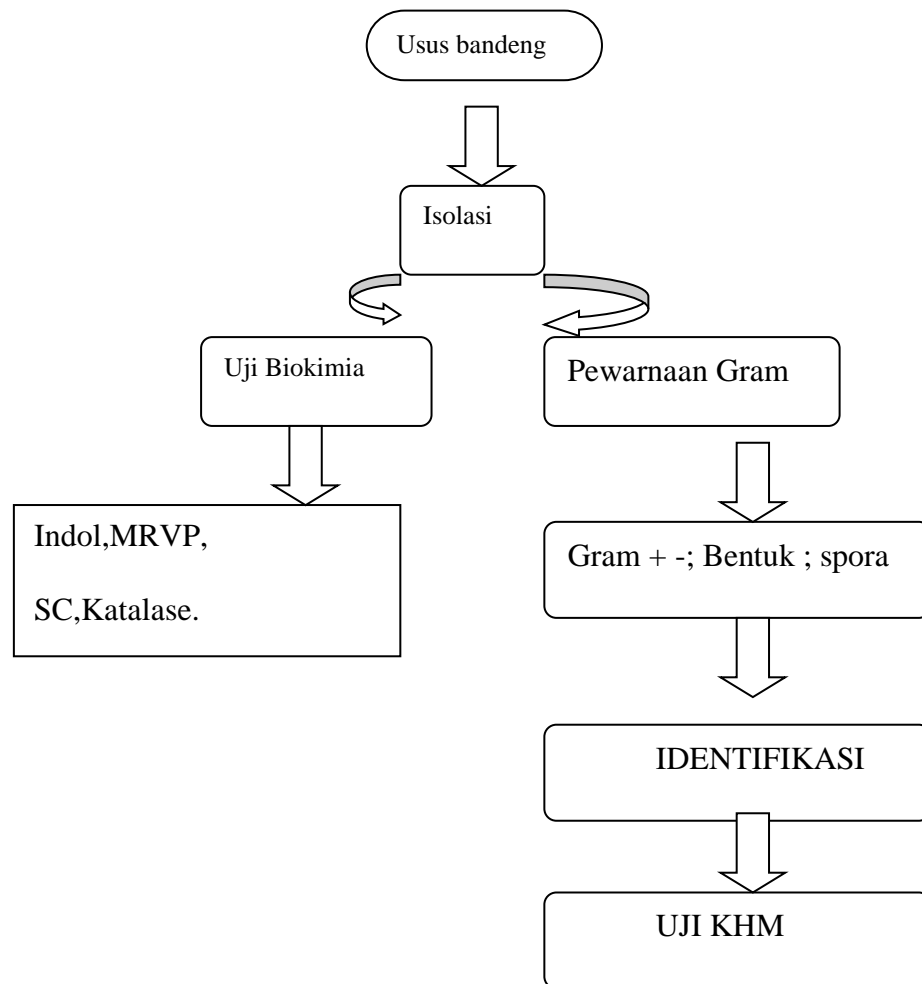 Usus bandeng
Isolasi
Uji Biokimia
Pewarnaan Gram
Indol,MRVP,
SC,Katalase.
Gram + -; Bentuk ; spora
IDENTIFIKASI
UJI KHM